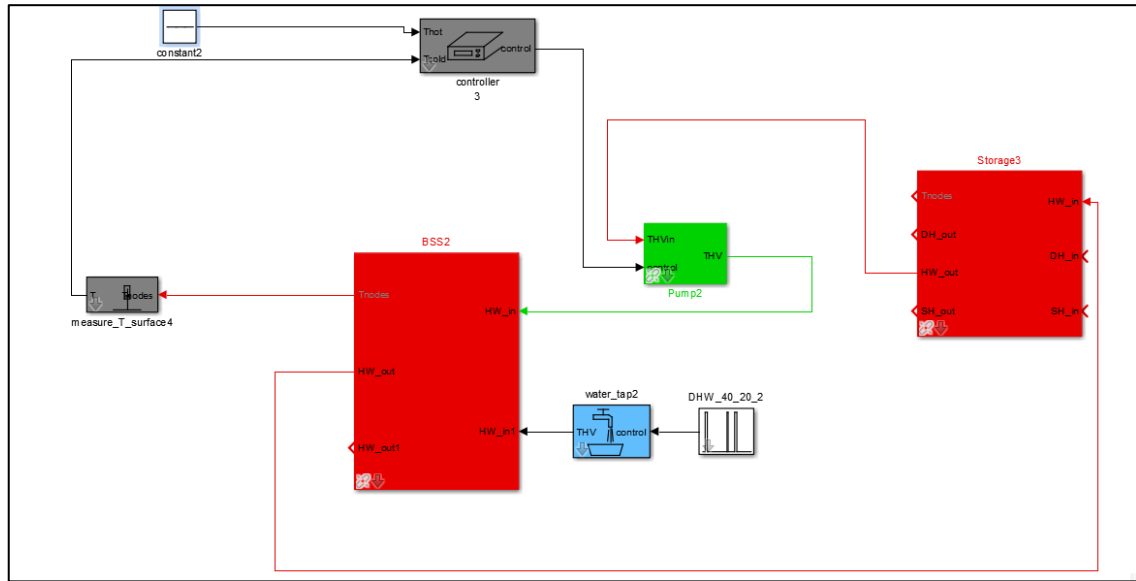 constant2
Thot
Tcold
control
controller
3
Storage3
Tnodes
HW_in
DH_out
DH_in
HW_out
SH_out
SH_in
THVin
THV
control
Pump2
BSS2
Tnodes
HW_in
HW_out
HW_in1
HW_out1
T
Tnodes
measure_T_surface4
water_tap2
THV
control
DHW_40_20_2